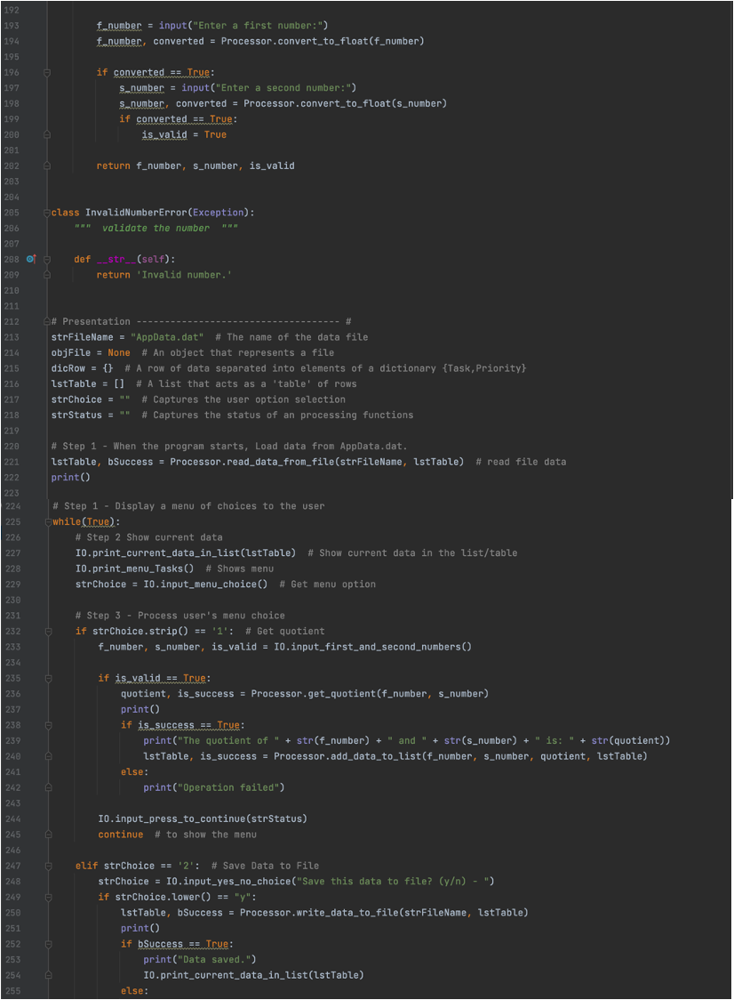 192
193 f_number = input("Enter a first number:")
194 f_number, converted = Processor.convert_to_float(f_number)
195
196 if converted == True:
197 s_number = input("Enter a second number:")
198 s_number, converted = Processor.convert_to_float(s_number)
199 if converted == True:
200 is_valid = True
201
202 return f_number, s_number, is_valid
203
204
205 class InvalidNumberError(Exception):
206 """  validate the number  """
207
208 def __str__(self):
209 return 'Invalid number.'
210
211
212 # Presentation ------------------------------------ #
213 strFileName = "AppData.dat"  # The name of the data file
214 objFile = None  # An object that represents a file
215 dicRow = {}  # A row of data separated into elements of a dictionary {Task,Priority}
216 lstTable = []  # A list that acts as a 'table' of rows
217 strChoice = ""  # Captures the user option selection
218 strStatus = ""  # Captures the status of an processing functions
219
220 # Step 1 - When the program starts, Load data from AppData.dat.
221 lstTable, bSuccess = Processor.read_data_from_file(strFileName, lstTable)  # read file data
222 print()
223
224 # Step 1 - Display a menu of choices to the user
225 while(True):
226 # Step 2 Show current data
227 IO.print_current_data_in_list(lstTable)  # Show current data in the list/table
228 IO.print_menu_Tasks()  # Shows menu
229 strChoice = IO.input_menu_choice()  # Get menu option
230
231 # Step 3 - Process user's menu choice
232 if strChoice.strip() == '1':  # Get quotient
233 f_number, s_number, is_valid = IO.input_first_and_second_numbers()
234
235 if is_valid == True:
236 quotient, is_success = Processor.get_quotient(f_number, s_number)
237 print()
238 if is_success == True:
239 print("The quotient of " + str(f_number) + " and " + str(s_number) + " is: " + str(quotient))
240 lstTable, is_success = Processor.add_data_to_list(f_number, s_number, quotient, lstTable)
241 else:
242 print("Operation failed")
243
244 IO.input_press_to_continue(strStatus)
245 continue  # to show the menu
246
247 elif strChoice == '2':  # Save Data to File
248 strChoice = IO.input_yes_no_choice("Save this data to file? (y/n) - ")
249 if strChoice.lower() == "y":
250 lstTable, bSuccess = Processor.write_data_to_file(strFileName, lstTable)
251 print()
252 if bSuccess == True:
253 print("Data saved.")
254 IO.print_current_data_in_list(lstTable)
255 else: